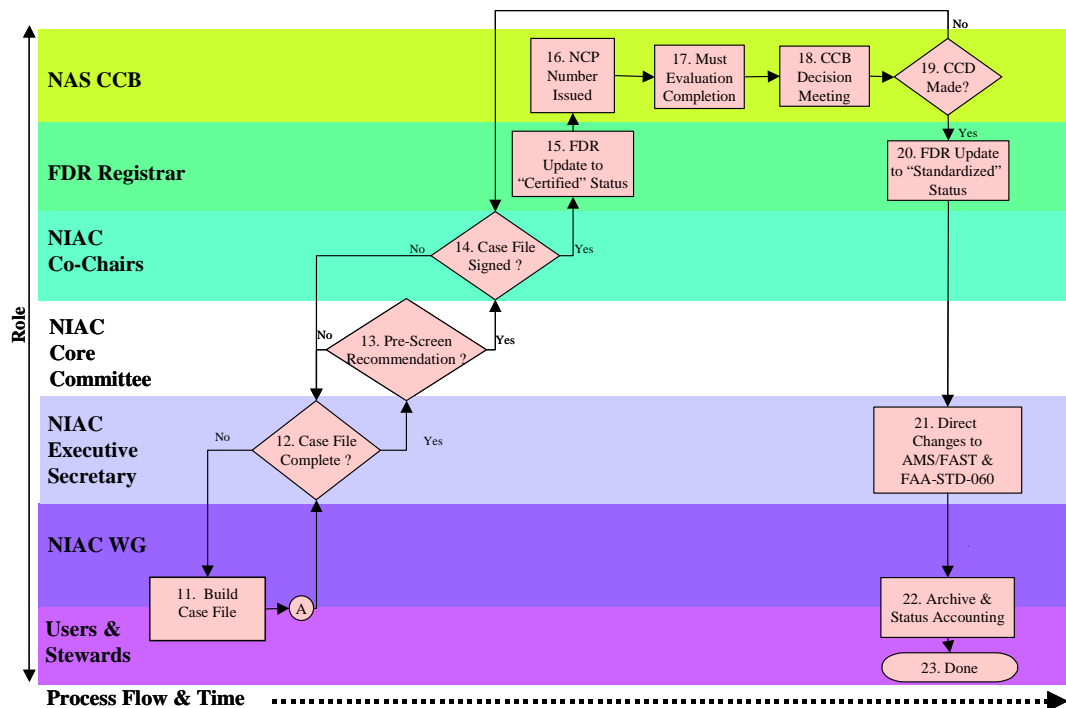 No
NAS CCB
16. NCP
Number
Issued
17. Must
Evaluation
Completion
18. CCB
Decision
Meeting
19. CCD
Made?
Yes
FDR Registrar
15. FDR
Update to
“Certified” Status
20. FDR Update
to “Standardized”
Status
NIAC
Co-Chairs
No
14. Case File
Signed ?
Yes
Role
NIAC
Core
Committee
No
13. Pre-Screen
Recommendation ?
Yes
NIAC
Executive
Secretary
No
12. Case File
Complete ?
Yes
21. Direct
Changes to
AMS/FAST &
FAA-STD-060
NIAC WG
11. Build
Case File
A
22. Archive &
Status Accounting
Users &
Stewards
23. Done
Process Flow & Time